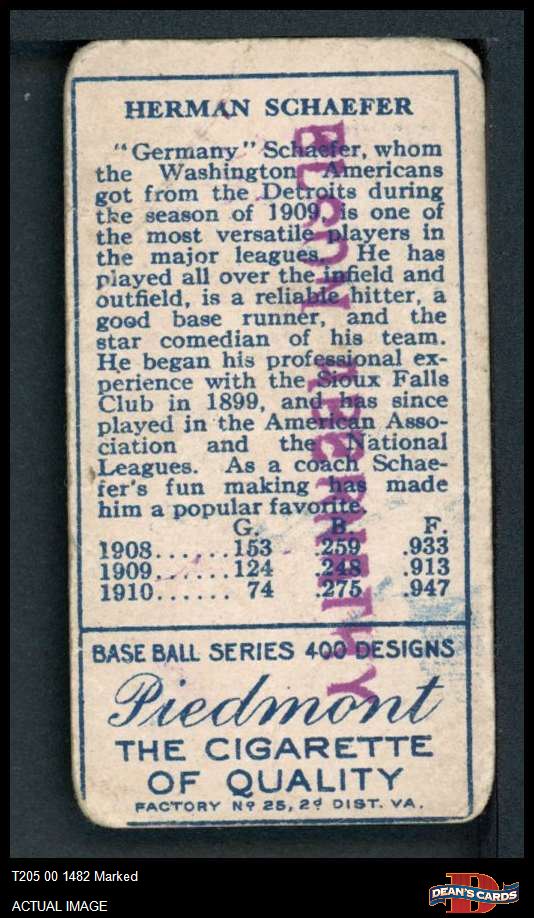 HERMAN SCHAEFER
"Germany" Schaefer, whom
the Washington Americans
got from the Detroits during
the season of 1909, is one of
the most versatile players in
the major leagues. He has
played all over the infield and
outfield, is a reliable hitter, a
good base runner, and the
star comedian of his team.
He began his professional ex-
perience with the Sioux Falls
Club in 1899, and has since
played in the American Asso-
ciation and the National
Leagues. As a coach Schae-
fer's fun making has made
him a popular favorite.
G. B. F.
1908...... 153 .259 .933
1909...... 124 .248 .913
1910...... 74 .275 .947
BASE BALL SERIES 400 DESIGNS
Piedmont
THE CIGARETTE
OF QUALITY
FACTORY Nº 25, 2d DIST. VA.
ELSON ABERNETHY
T205 00 1482 Marked
ACTUAL IMAGE
D
DEAN'S CARDS